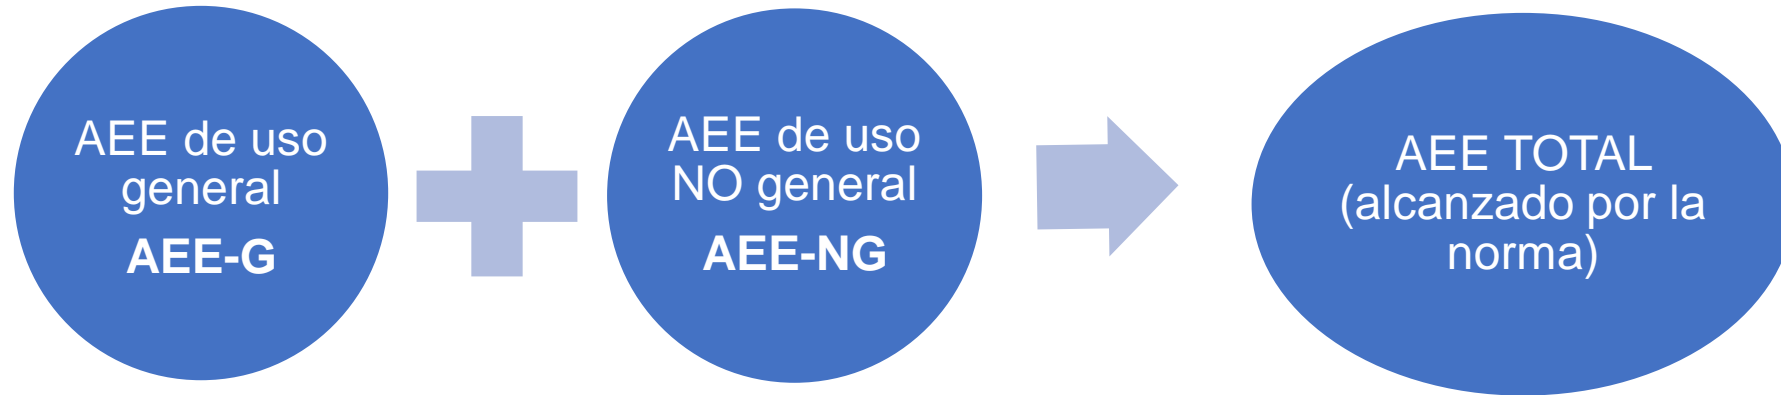 AEE de uso
general
AEE-G
AEE de uso
NO general
AEE-NG
AEE TOTAL
(alcanzado por la
norma)